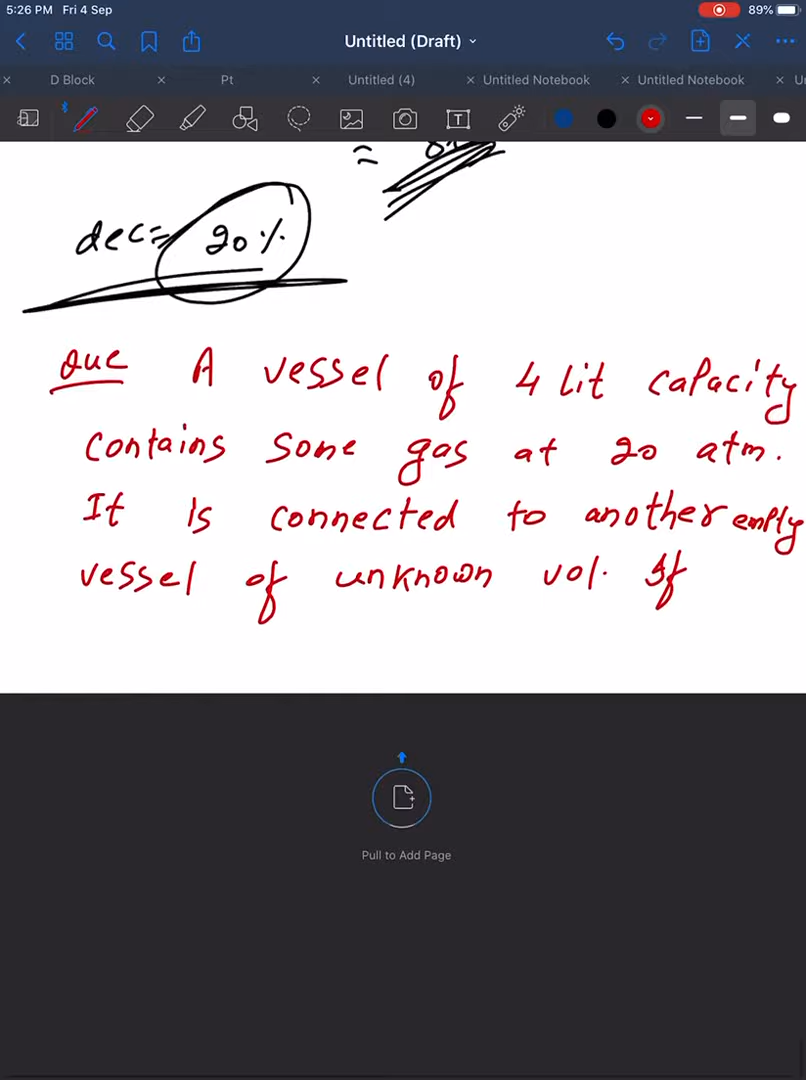 5:26 PM Fri 4 Sep 89%
Untitled (Draft)
D Block Pt Untitled (4) Untitled Notebook Untitled Notebook
=
dec= 20%
Que A vessel of 4 lit capacity
contains some gas at 20 atm.
It is connected to another empty
vessel of unknown vol. If
Pull to Add Page